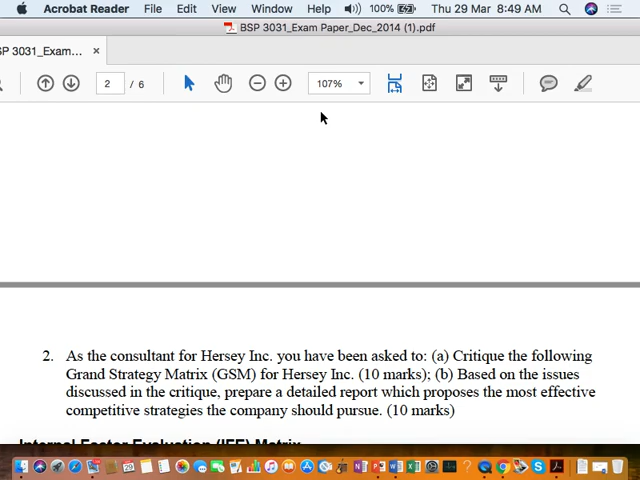 Acrobat Reader File Edit View Window Help 100% Thu 29 Mar 8:49 AM
BSP 3031_Exam Paper_Dec_2014 (1).pdf
SP 3031_Exam... ×
2 / 6 107%
2. As the consultant for Hersey Inc. you have been asked to: (a) Critique the following
Grand Strategy Matrix (GSM) for Hersey Inc. (10 marks); (b) Based on the issues
discussed in the critique, prepare a detailed report which proposes the most effective
competitive strategies the company should pursue. (10 marks)
Internal Factor Evaluation (IFE) Matrix